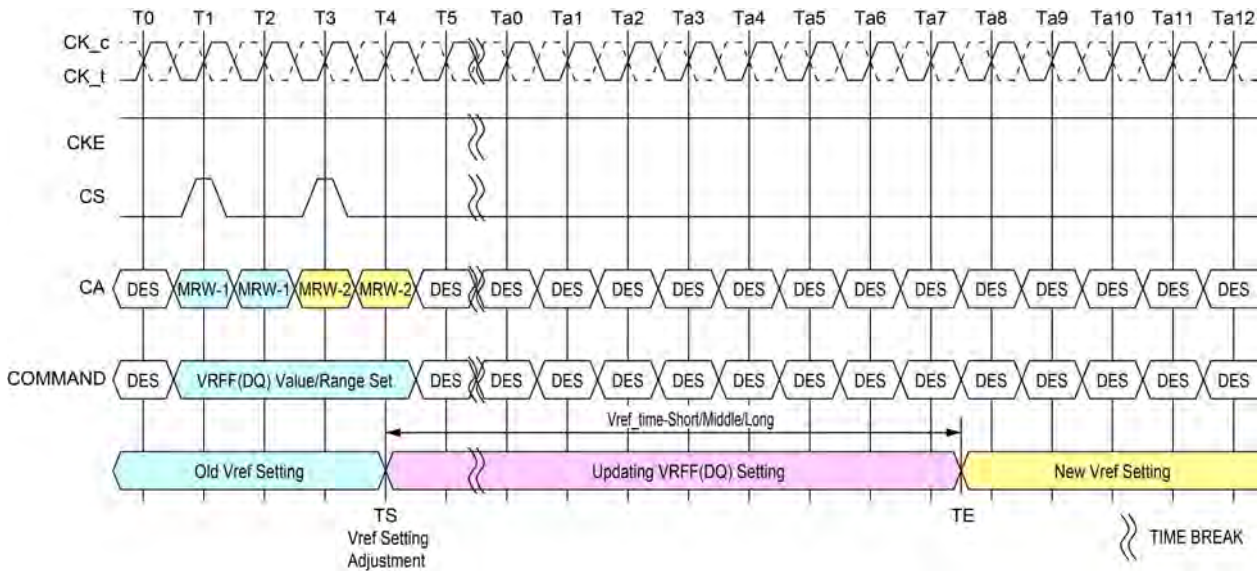 T0 T1 T2 T3 T4 T5 Ta0 Ta1 Ta2 Ta3 Ta4 Ta5 Ta6 Ta7 Ta8 Ta9 Ta10 Ta11 Ta12
CK_c
CK_t
CKE
CS
CA DES MRW-1 MRW-1 MRW-2 MRW-2 DES DES DES DES DES DES DES DES DES DES DES DES DES DES
COMMAND DES VRFF(DQ) Value/Range Set DES DES DES DES DES DES DES DES DES DES DES DES DES DES
Vref_time-Short/Middle/Long
Old Vref Setting Updating VRFF(DQ) Setting New Vref Setting
TS TE
Vref Setting
Adjustment
TIME BREAK